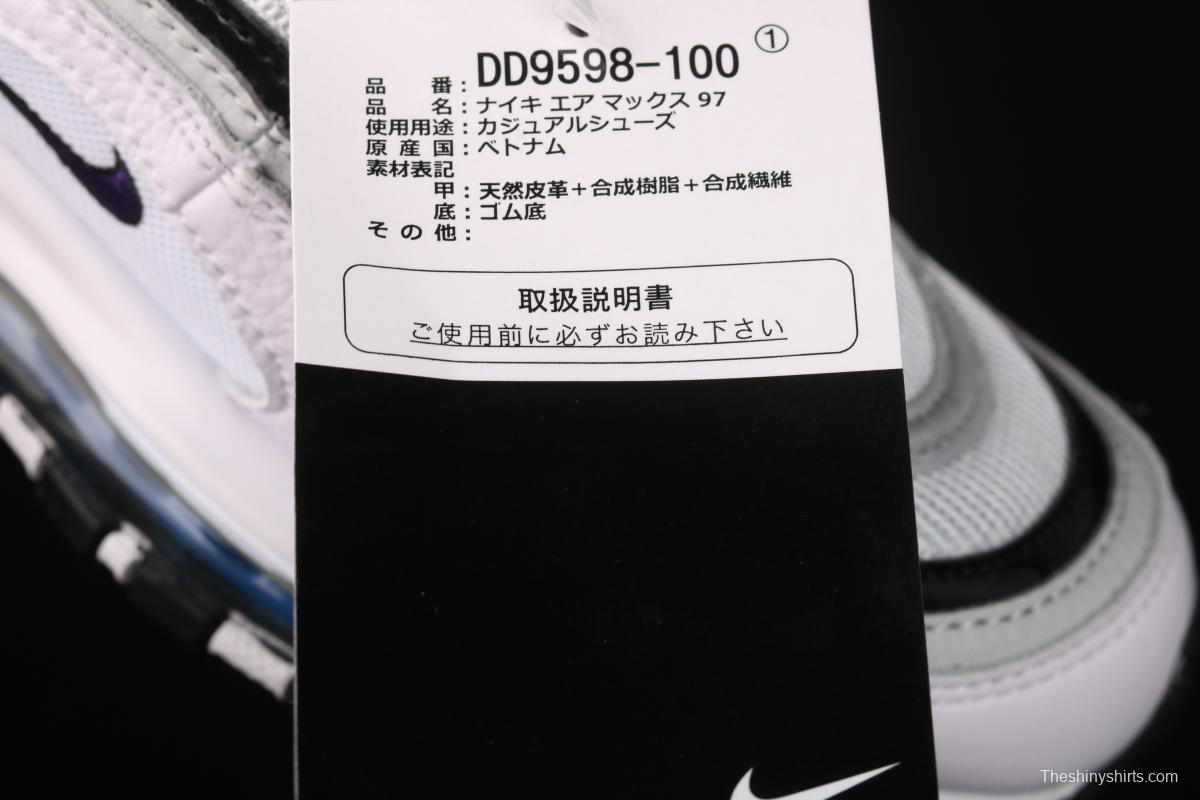 品番:DD9598-100 ①
品名:ナイキ エア マックス 97
使用用途:カジュアルシューズ
原産国:ベトナム
素材表記
甲:天然皮革+合成樹脂+合成繊維
底:ゴム底
その他:
取扱説明書
ご使用前に必ずお読み下さい
Theshinyshirts.com